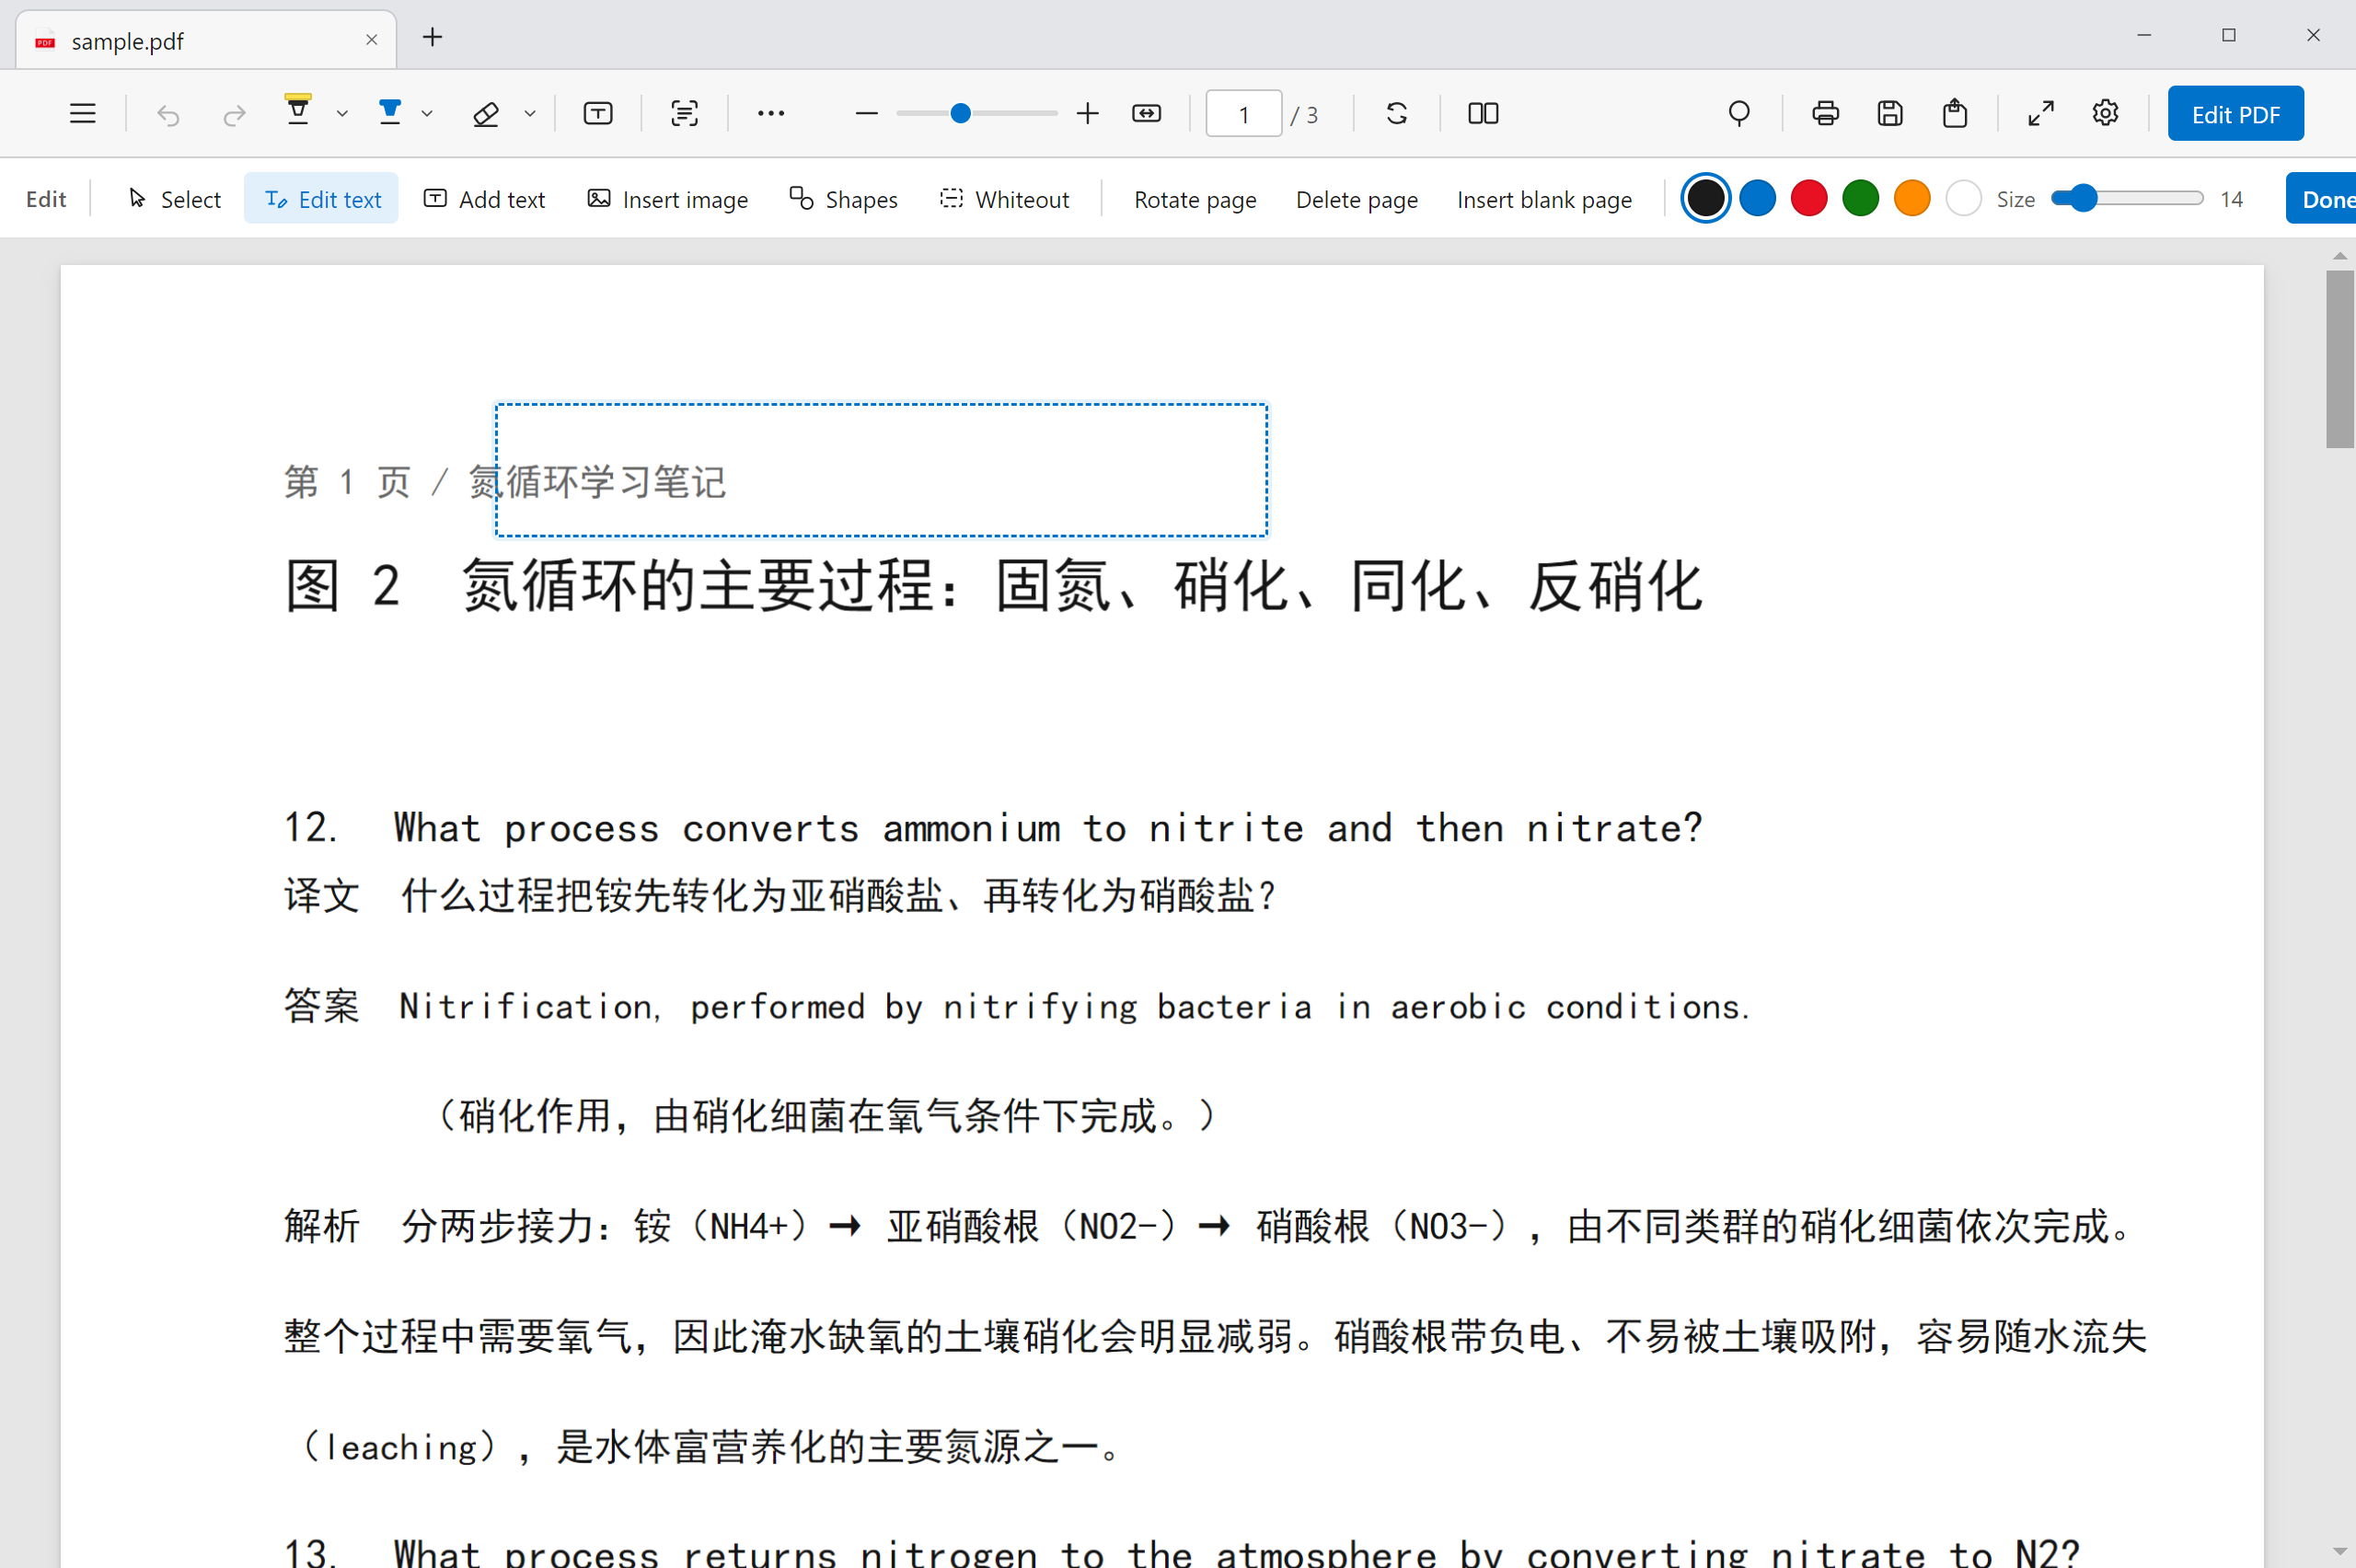 sample.pdf
1 / 3
Edit PDF
Edit Select Edit text Add text Insert image Shapes Whiteout Rotate page Delete page Insert blank page Size 14 Done
第 1 页 / 氮循环学习笔记
图 2 氮循环的主要过程：固氮、硝化、同化、反硝化
12. What process converts ammonium to nitrite and then nitrate?
译文 什么过程把铵先转化为亚硝酸盐、再转化为硝酸盐？
答案 Nitrification, performed by nitrifying bacteria in aerobic conditions.
（硝化作用，由硝化细菌在氧气条件下完成。）
解析 分两步接力：铵（NH4+）→ 亚硝酸根（NO2-）→ 硝酸根（NO3-），由不同类群的硝化细菌依次完成。
整个过程中需要氧气，因此淹水缺氧的土壤硝化会明显减弱。硝酸根带负电、不易被土壤吸附，容易随水流失
（leaching），是水体富营养化的主要氮源之一。
13. What process returns nitrogen to the atmosphere by converting nitrate to N2?